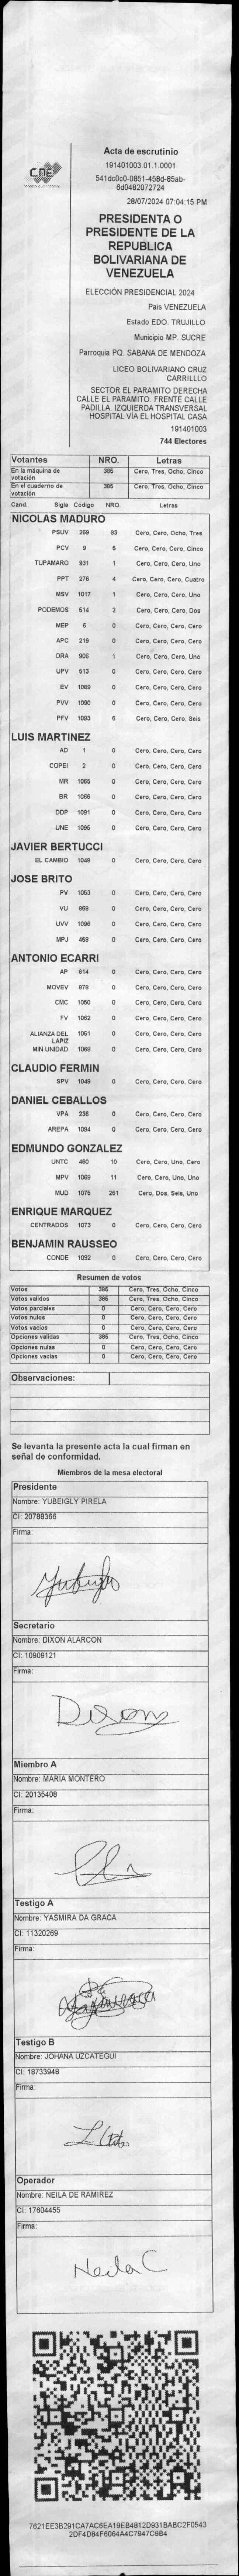 CNE
Acta de escrutinio
191401003.01.1.0001
541dc0c0-0851-458d-85ab-
6d0482072724
28/07/2024 07:04:15 PM
PRESIDENTA O
PRESIDENTE DE LA
REPUBLICA
BOLIVARIANA DE
VENEZUELA
ELECCIÓN PRESIDENCIAL 2024
Pais VENEZUELA
Estado EDO. TRUJILLO
Municipio MP. SUCRE
Parroquia PQ. SABANA DE MENDOZA
LICEO BOLIVARIANO CRUZ
CARRILLLO
SECTOR EL PARAMITO DERECHA
CALLE EL PARAMITO. FRENTE CALLE
PADILLA. IZQUIERDA TRANSVERSAL
HOSPITAL VÍA EL HOSPITAL CASA
191401003
744 Electores
Votantes NRO. Letras
En la máquina de votación 385 Cero, Tres, Ocho, Cinco
En el cuaderno de votación 385 Cero, Tres, Ocho, Cinco
Cand. Sigla Código NRO. Letras
NICOLAS MADURO
PSUV 269 83 Cero, Cero, Ocho, Tres
PCV 9 5 Cero, Cero, Cero, Cinco
TUPAMARO 931 1 Cero, Cero, Cero, Uno
PPT 275 4 Cero, Cero, Cero, Cuatro
MSV 1017 1 Cero, Cero, Cero, Uno
PODEMOS 514 2 Cero, Cero, Cero, Dos
MEP 6 0 Cero, Cero, Cero, Cero
APC 219 0 Cero, Cero, Cero, Cero
ORA 906 1 Cero, Cero, Cero, Uno
UPV 513 0 Cero, Cero, Cero, Cero
EV 1089 0 Cero, Cero, Cero, Cero
PVV 1090 0 Cero, Cero, Cero, Cero
PFV 1093 6 Cero, Cero, Cero, Seis
LUIS MARTINEZ
AD 1 0 Cero, Cero, Cero, Cero
COPEI 2 0 Cero, Cero, Cero, Cero
MR 1065 0 Cero, Cero, Cero, Cero
BR 1066 0 Cero, Cero, Cero, Cero
DDP 1091 0 Cero, Cero, Cero, Cero
UNE 1095 0 Cero, Cero, Cero, Cero
JAVIER BERTUCCI
EL CAMBIO 1048 0 Cero, Cero, Cero, Cero
JOSE BRITO
PV 1053 0 Cero, Cero, Cero, Cero
VU 869 0 Cero, Cero, Cero, Cero
UVV 1096 0 Cero, Cero, Cero, Cero
MPJ 458 0 Cero, Cero, Cero, Cero
ANTONIO ECARRI
AP 814 0 Cero, Cero, Cero, Cero
MOVEV 878 0 Cero, Cero, Cero, Cero
CMC 1050 0 Cero, Cero, Cero, Cero
FV 1062 0 Cero, Cero, Cero, Cero
ALIANZA DEL LAPIZ 1051 0 Cero, Cero, Cero, Cero
MIN UNIDAD 1068 0 Cero, Cero, Cero, Cero
CLAUDIO FERMIN
SPV 1049 0 Cero, Cero, Cero, Cero
DANIEL CEBALLOS
VPA 236 0 Cero, Cero, Cero, Cero
AREPA 1094 0 Cero, Cero, Cero, Cero
EDMUNDO GONZALEZ
UNTC 460 10 Cero, Cero, Uno, Cero
MPV 1069 11 Cero, Cero, Uno, Uno
MUD 1075 261 Cero, Dos, Seis, Uno
ENRIQUE MARQUEZ
CENTRADOS 1073 0 Cero, Cero, Cero, Cero
BENJAMIN RAUSSEO
CONDE 1092 0 Cero, Cero, Cero, Cero
Resumen de votos
Votos 385 Cero, Tres, Ocho, Cinco
Votos validos 385 Cero, Tres, Ocho, Cinco
Votos parciales 0 Cero, Cero, Cero, Cero
Votos nulos 0 Cero, Cero, Cero, Cero
Votos vacios 0 Cero, Cero, Cero, Cero
Opciones validas 385 Cero, Tres, Ocho, Cinco
Opciones nulas 0 Cero, Cero, Cero, Cero
Opciones vacias 0 Cero, Cero, Cero, Cero
Observaciones:
Se levanta la presente acta la cual firman en
señal de conformidad.
Miembros de la mesa electoral
Presidente
Nombre: YUBEIGLY PIRELA
CI: 20788366
Firma:
Secretario
Nombre: DIXON ALARCON
CI: 10909121
Firma:
Dixon
Miembro A
Nombre: MARIA MONTERO
CI: 20135408
Firma:
Testigo A
Nombre: YASMIRA DA GRACA
CI: 11320269
Firma:
Testigo B
Nombre: JOHANA UZCATEGUI
CI: 18733948
Firma:
Operador
Nombre: NEILA DE RAMIREZ
CI: 17604455
Firma:
Neila C
7621EE3B291CA7AC6EA19EB4812D931BABC2F0543
2DF4D84F6064A4C7947C9B4